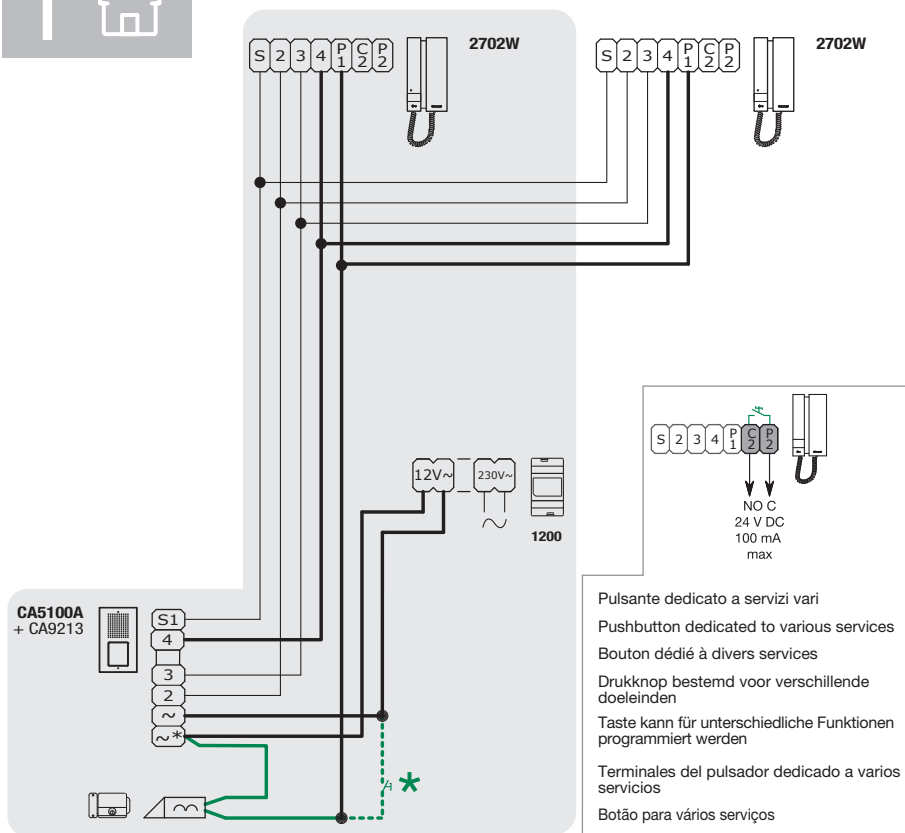 1
S 2 3 4 P1 C2 P2
2702W
S 2 3 4 P1 C2 P2
2702W
S 2 3 4 P1 C2 P2
NO C
24 V DC
100 mA
max
12V~
230V~
1200
CA5100A
+ CA9213
S1
4
3
2
~
~*
*
Pulsante dedicato a servizi vari
Pushbutton dedicated to various services
Bouton dédié à divers services
Drukknop bestemd voor verschillende
doeleinden
Taste kann für unterschiedliche Funktionen
programmiert werden
Terminales del pulsador dedicado a varios
servicios
Botão para vários serviços